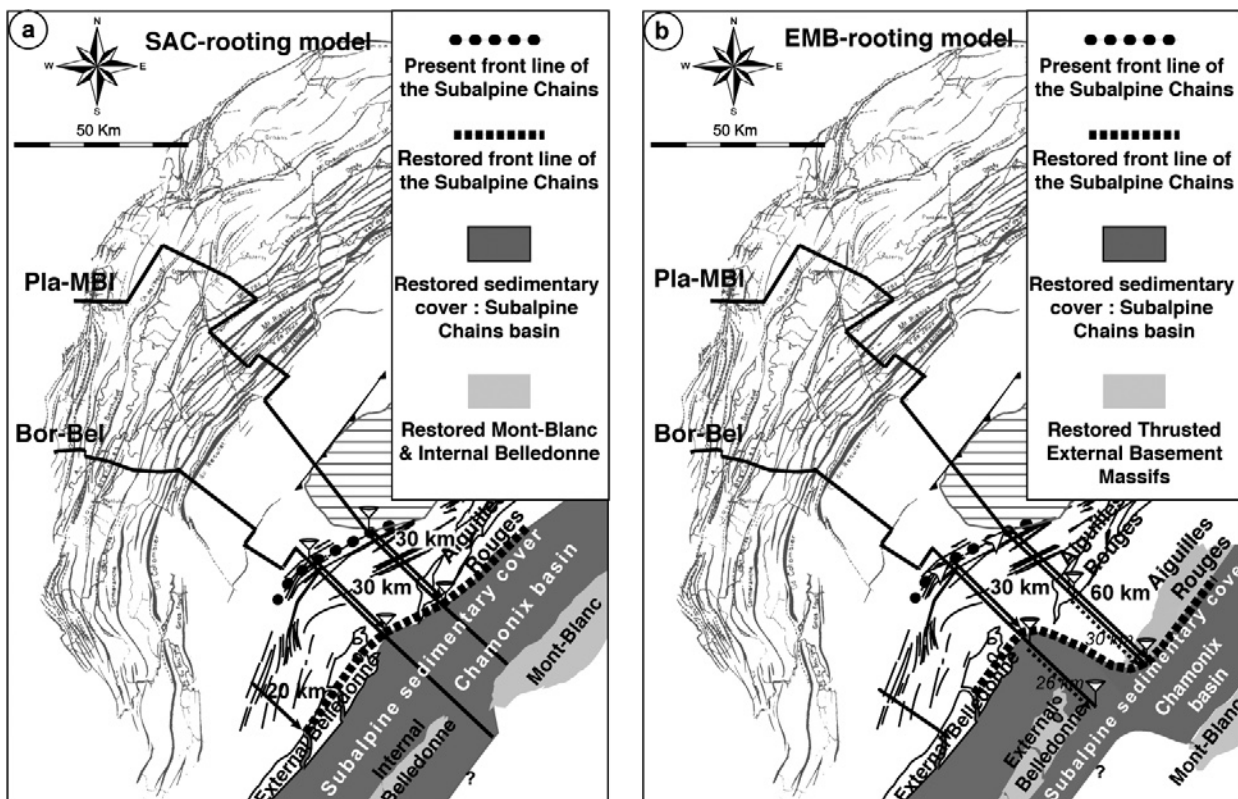 a
SAC-rooting model
N
W
E
S
50 Km
Present front line of
the Subalpine Chains
Restored front line of
the Subalpine Chains
Restored sedimentary
cover : Subalpine
Chains basin
Restored Mont-Blanc
& Internal Belledonne
Pla-MBl
Bor-Bel
30 km
30 km
20 km
Aiguilles
Rouges
Subalpine sedimentary cover
Chamonix basin
Mont-Blanc
External Belledonne
Internal
Belledonne
?
b
EMB-rooting model
N
W
E
S
50 Km
Present front line of
the Subalpine Chains
Restored front line of
the Subalpine Chains
Restored sedimentary
cover : Subalpine
Chains basin
Restored Thrusted
External Basement
Massifs
Pla-MBl
Bor-Bel
30 km
60 km
30 km
26 km
Aiguilles
Rouges
Aiguilles
Rouges
Subalpine sedimentary cover
Chamonix
basin
Mont-Blanc
External Belledonne
External
Belledonne
?